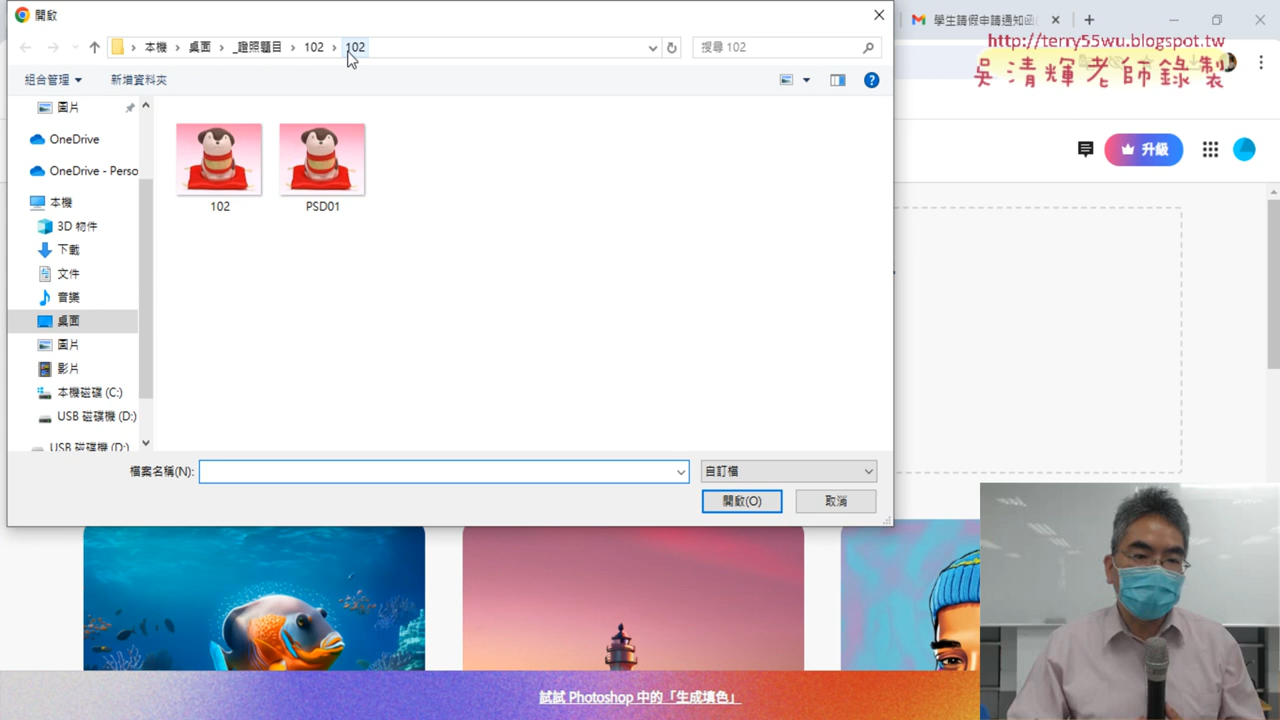 開啟
學生請假申請通知函
http://terry55wu.blogspot.tw
吳清輝老師錄製
本機 桌面 _證照題目 102 102
搜尋 102
組合管理 新增資料夾
圖片
OneDrive
OneDrive - Perso
本機
3D 物件
下載
文件
音樂
桌面
圖片
影片
本機磁碟 (C:)
USB 磁碟機 (D:)
USB 磁碟機 (D:)
102
PSD01
升級
檔案名稱(N):
自訂檔
開啟(O)
取消
試試 Photoshop 中的「生成填色」